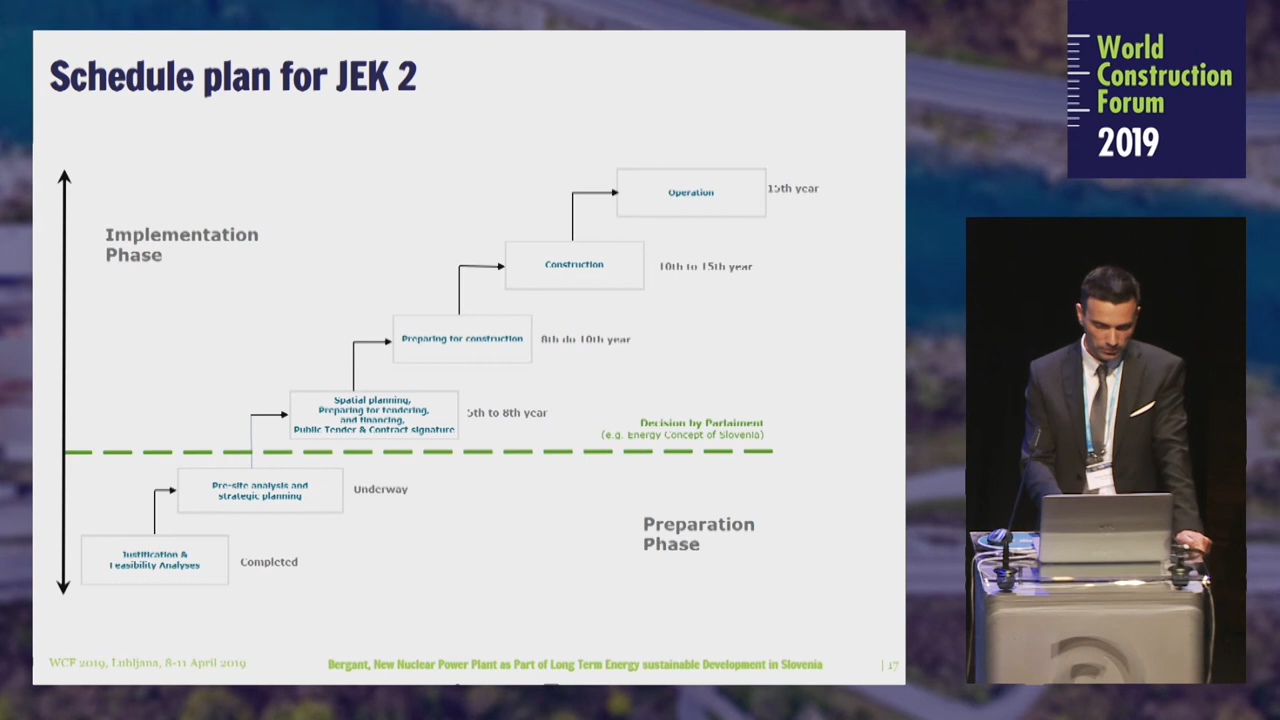 Schedule plan for JEK 2
World
Construction
Forum
2019
Operation
15th year
Implementation
Phase
Construction
10th to 15th year
Preparing for construction
8th do 10th year
Spatial planning,
Preparing for tendering,
and financing,
Public Tender & Contract signature
5th to 8th year
Decision by Parlaiment
(e.g. Energy Concept of Slovenia)
Pre-site analysis and
strategic planning
Underway
Preparation
Phase
Justification &
Feasibility Analyses
Completed
WCF 2019, Lubljana, 8-11 April 2019
Bergant, New Nuclear Power Plant as Part of Long Term Energy sustainable Development in Slovenia
| 17